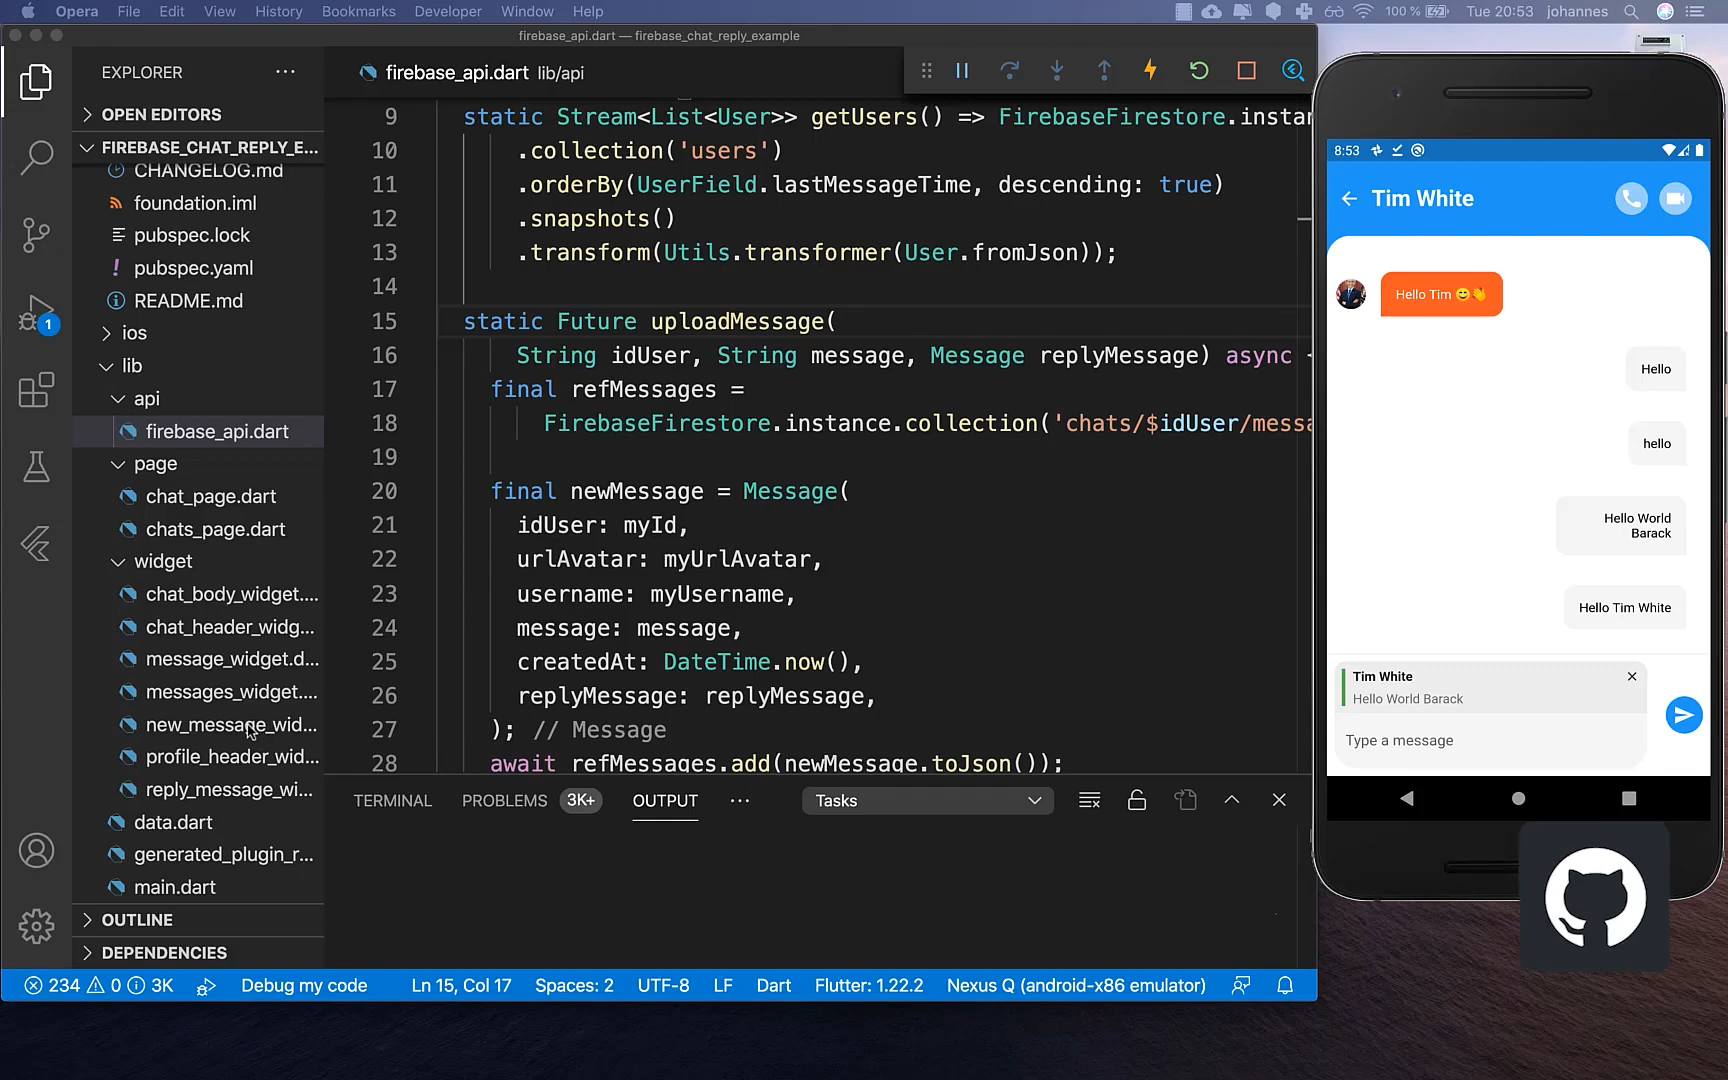 Opera File Edit View History Bookmarks Developer Window Help 100 % Tue 20:53 johannes
firebase_api.dart — firebase_chat_reply_example
EXPLORER
OPEN EDITORS
FIREBASE_CHAT_REPLY_E...
CHANGELOG.md
foundation.iml
pubspec.lock
pubspec.yaml
README.md
ios
lib
api
firebase_api.dart
page
chat_page.dart
chats_page.dart
widget
chat_body_widget....
chat_header_widg...
message_widget.d...
messages_widget....
new_message_wid...
profile_header_wid...
reply_message_wi...
data.dart
generated_plugin_r...
main.dart
OUTLINE
DEPENDENCIES
1
firebase_api.dart lib/api
9 static Stream<List<User>> getUsers() => FirebaseFirestore.instan
10 .collection('users')
11 .orderBy(UserField.lastMessageTime, descending: true)
12 .snapshots()
13 .transform(Utils.transformer(User.fromJson));
14
15 static Future uploadMessage(
16 String idUser, String message, Message replyMessage) async {
17 final refMessages =
18 FirebaseFirestore.instance.collection('chats/$idUser/messa
19
20 final newMessage = Message(
21 idUser: myId,
22 urlAvatar: myUrlAvatar,
23 username: myUsername,
24 message: message,
25 createdAt: DateTime.now(),
26 replyMessage: replyMessage,
27 ); // Message
28 await refMessages.add(newMessage.toJson());
TERMINAL PROBLEMS 3K+ OUTPUT ... Tasks
234 0 3K Debug my code Ln 15, Col 17 Spaces: 2 UTF-8 LF Dart Flutter: 1.22.2 Nexus Q (android-x86 emulator)
8:53
Tim White
Hello Tim 😊👏
Hello
hello
Hello World
Barack
Hello Tim White
Tim White
Hello World Barack
Type a message